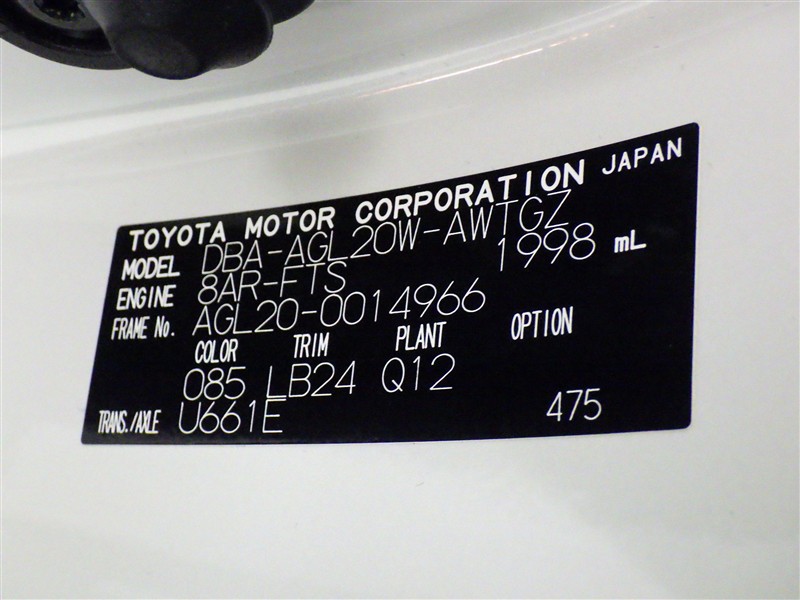 TOYOTA MOTOR CORPORATION JAPAN
MODEL DBA-AGL20W-AWTGZ
ENGINE 8AR-FTS 1998 mL
FRAME No. AGL20-0014966
COLOR TRIM PLANT OPTION
085 LB24 Q12
TRANS./AXLE U661E 475